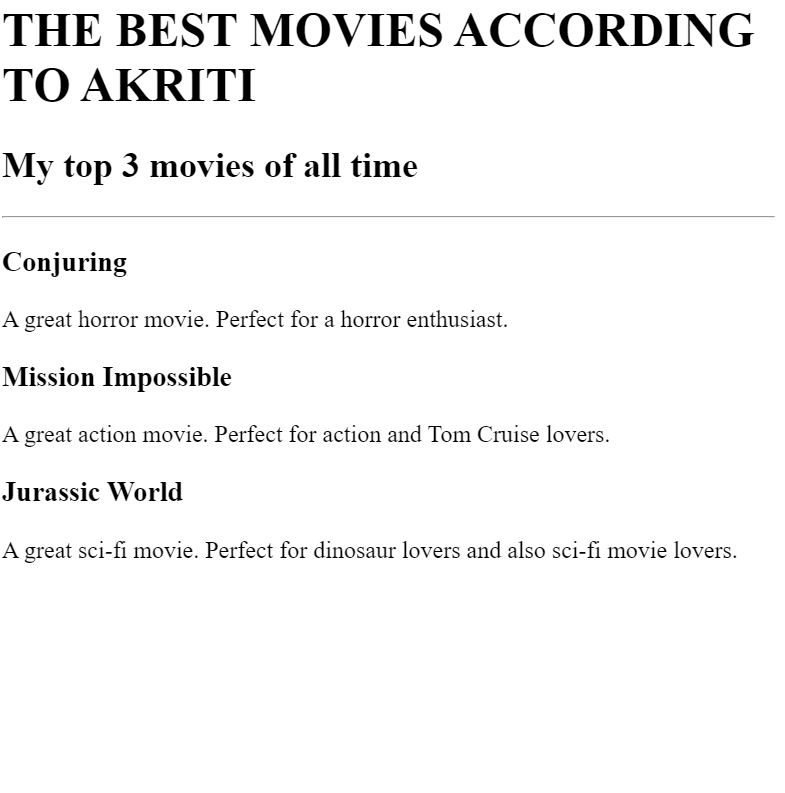 THE BEST MOVIES ACCORDING
TO AKRITI
My top 3 movies of all time
Conjuring
A great horror movie. Perfect for a horror enthusiast.
Mission Impossible
A great action movie. Perfect for action and Tom Cruise lovers.
Jurassic World
A great sci-fi movie. Perfect for dinosaur lovers and also sci-fi movie lovers.